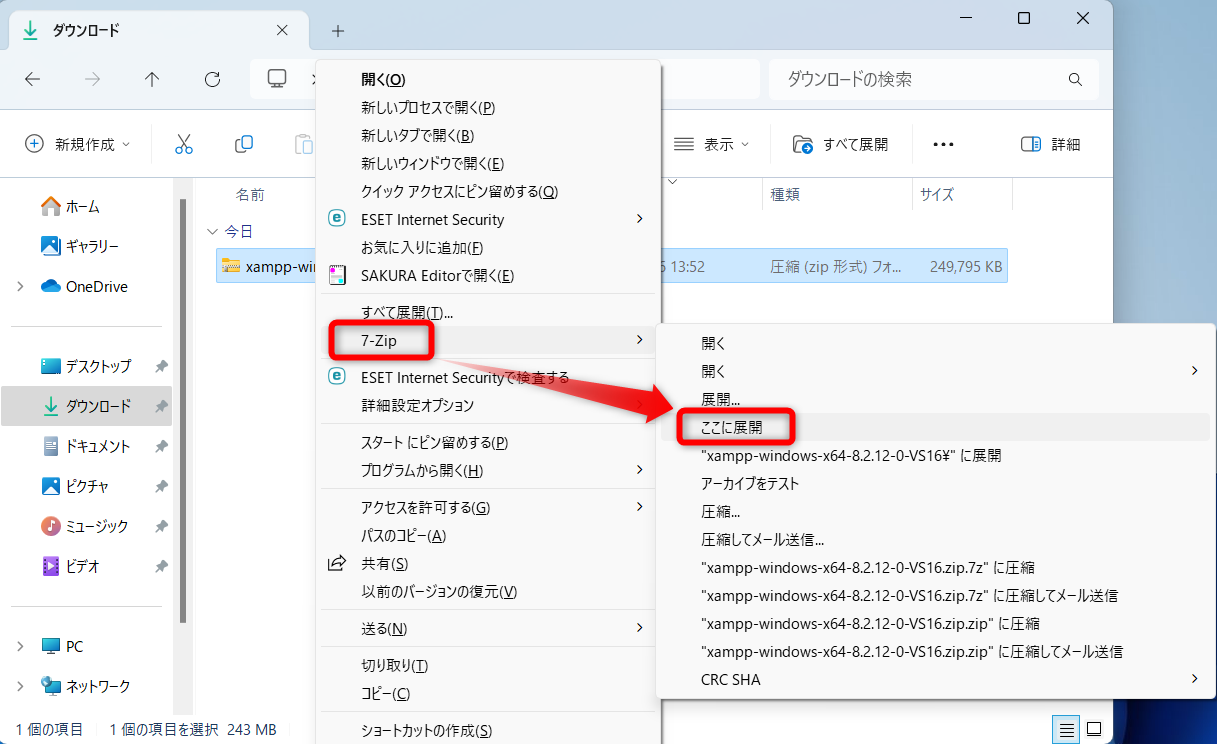 ダウンロード
ダウンロードの検索
新規作成
表示
すべて展開
詳細
ホーム
ギャラリー
OneDrive
デスクトップ
ダウンロード
ドキュメント
ピクチャ
ミュージック
ビデオ
PC
ネットワーク
名前
種類
サイズ
今日
xampp-wi
13:52
圧縮 (zip 形式) フォ...
249,795 KB
開く(O)
新しいプロセスで開く(P)
新しいタブで開く(B)
新しいウィンドウで開く(E)
クイック アクセスにピン留めする(Q)
ESET Internet Security
お気に入りに追加(F)
SAKURA Editorで開く(E)
すべて展開(T)...
7-Zip
ESET Internet Securityで検査する
詳細設定オプション
スタート にピン留めする(P)
プログラムから開く(H)
アクセスを許可する(G)
パスのコピー(A)
共有(S)
以前のバージョンの復元(V)
送る(N)
切り取り(T)
コピー(C)
ショートカットの作成(S)
開く
開く
展開...
ここに展開
"xampp-windows-x64-8.2.12-0-VS16¥" に展開
アーカイブをテスト
圧縮...
圧縮してメール送信...
"xampp-windows-x64-8.2.12-0-VS16.zip.7z" に圧縮
"xampp-windows-x64-8.2.12-0-VS16.zip.7z" に圧縮してメール送信
"xampp-windows-x64-8.2.12-0-VS16.zip.zip" に圧縮
"xampp-windows-x64-8.2.12-0-VS16.zip.zip" に圧縮してメール送信
CRC SHA
1 個の項目
1 個の項目を選択 243 MB